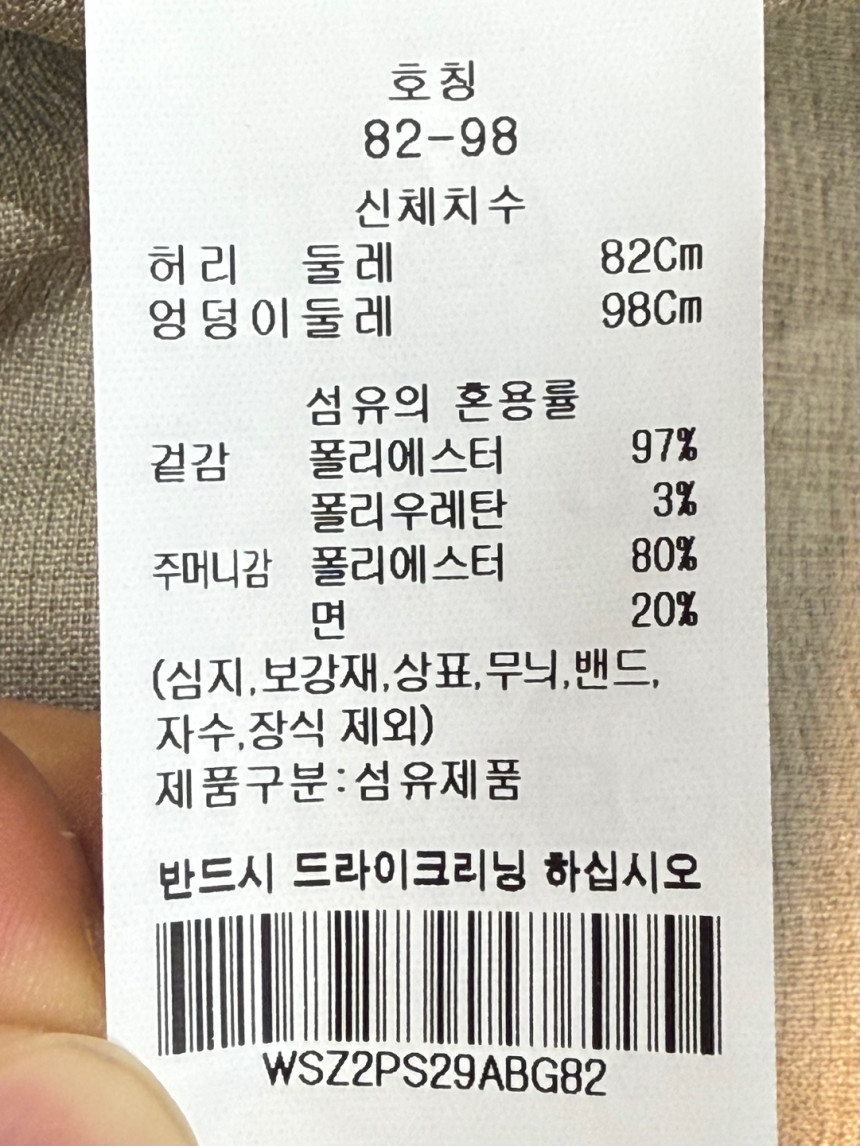 호칭
82-98
신체치수
허리 둘레 82Cm
엉덩이둘레 98Cm
섬유의 혼용률
겉감 폴리에스터 97%
폴리우레탄 3%
주머니감 폴리에스터 80%
면 20%
(심지,보강재,상표,무늬,밴드,
자수,장식 제외)
제품구분:섬유제품
반드시 드라이크리닝 하십시오
WSZ2PS29ABG82